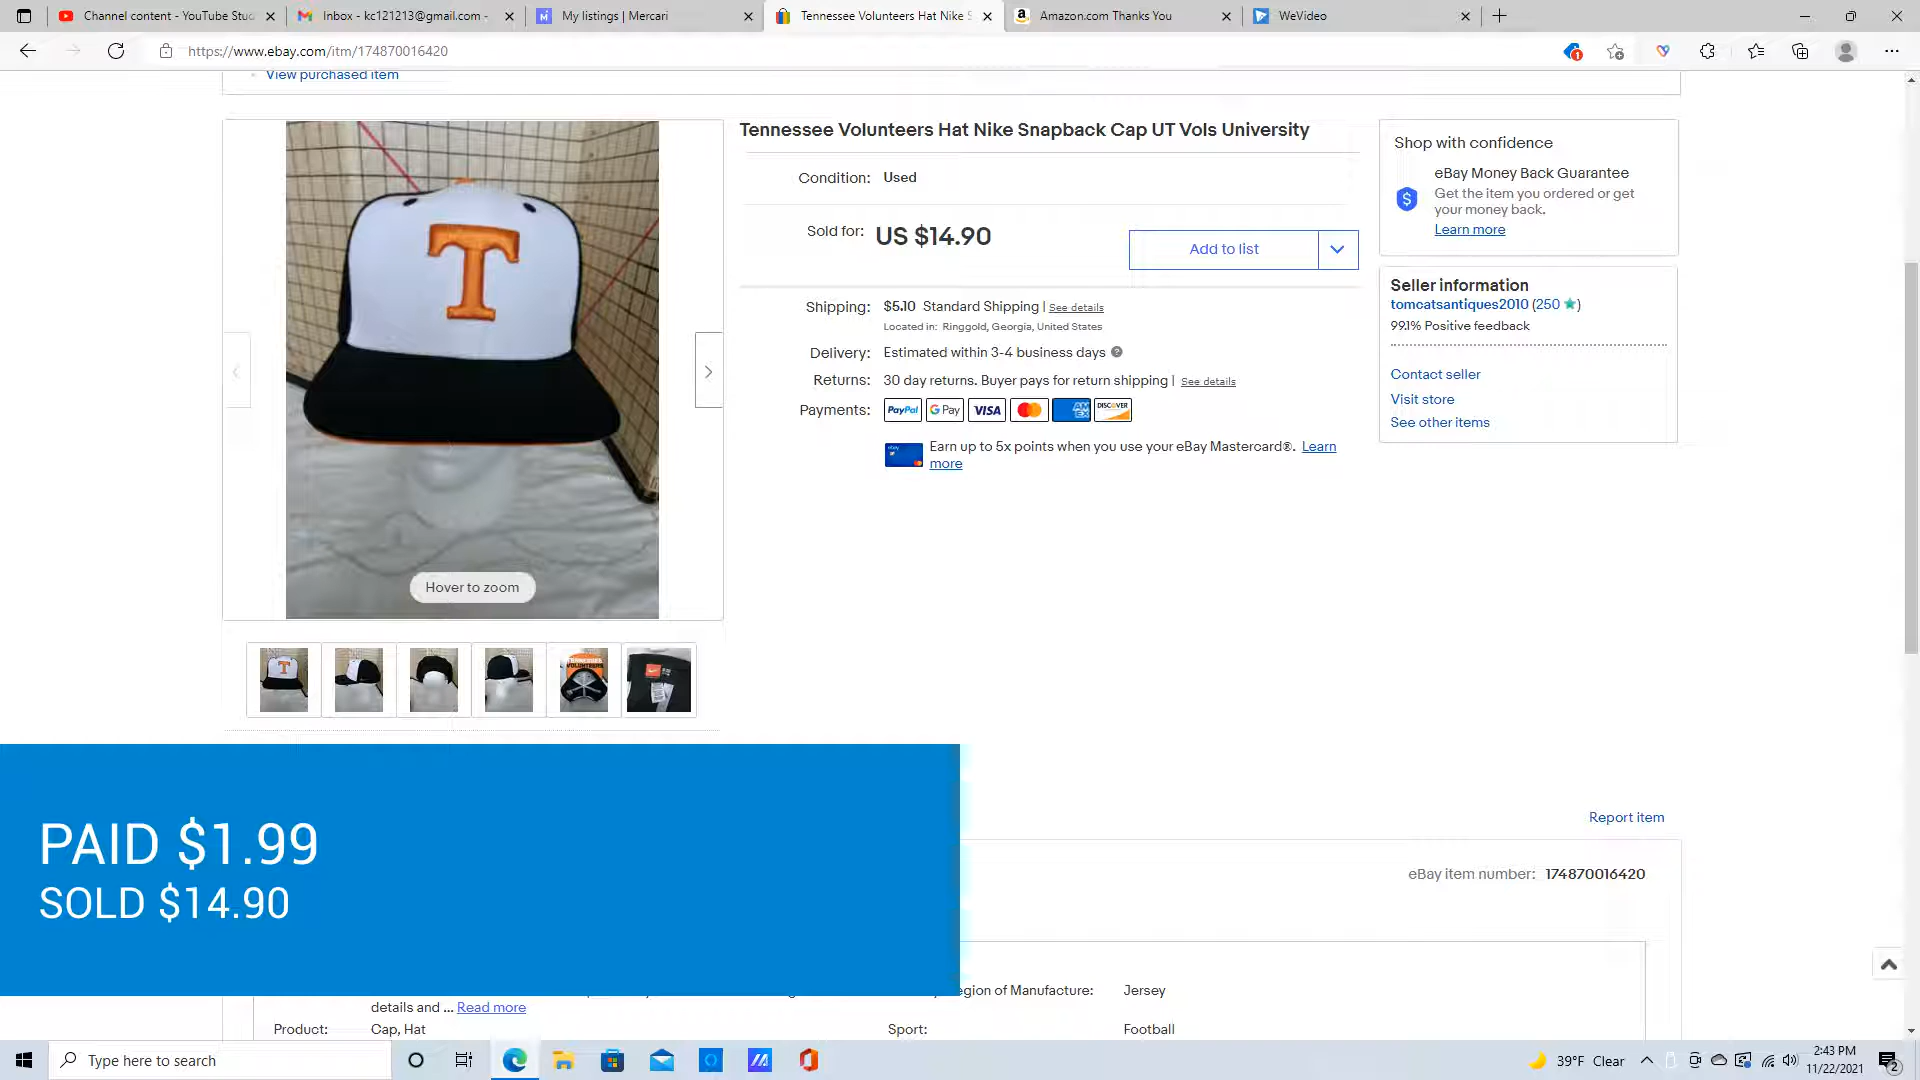 Channel content - YouTube Stud
Inbox - kc121213@gmail.com -
My listings | Mercari
Tennessee Volunteers Hat Nike S
Amazon.com Thanks You
WeVideo
https://www.ebay.com/itm/174870016420
View purchased item
Tennessee Volunteers Hat Nike Snapback Cap UT Vols University
Condition: Used
Sold for: US $14.90
Add to list
Shipping: $5.10 Standard Shipping | See details
Located in: Ringgold, Georgia, United States
Delivery: Estimated within 3-4 business days
Returns: 30 day returns. Buyer pays for return shipping | See details
Payments: PayPal G Pay VISA AMEX DISCOVER
Earn up to 5x points when you use your eBay Mastercard®. Learn
more
Shop with confidence
eBay Money Back Guarantee
Get the item you ordered or get
your money back.
Learn more
Seller information
tomcatsantiques2010 (250)
99.1% Positive feedback
Contact seller
Visit store
See other items
T
Hover to zoom
TENNESSEE
VOLUNTEERS
PAID $1.99
SOLD $14.90
Report item
eBay item number: 174870016420
egion of Manufacture: Jersey
details and ... Read more
Product: Cap, Hat
Sport: Football
Type here to search
39°F Clear
2:43 PM
11/22/2021
2